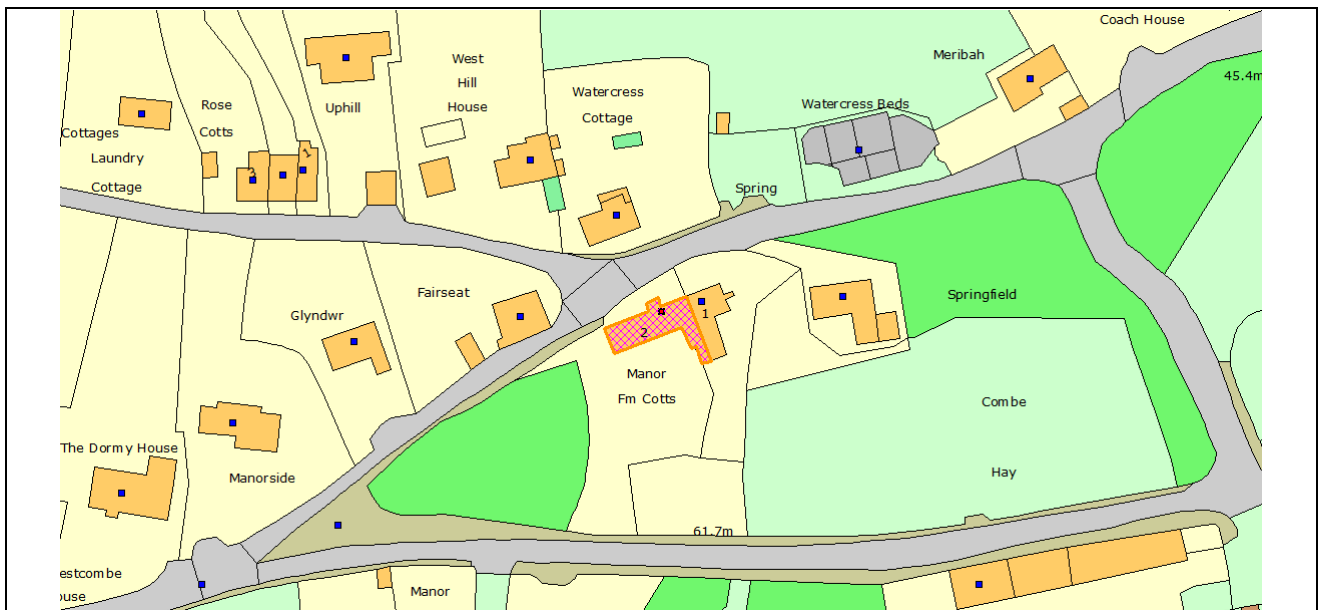 Coach House
West
Hill
House
Meribah
45.4m
Watercress
Cottage
Rose
Cotts
Uphill
Watercress Beds
Cottages
Laundry
Cottage
1
3
Spring
Fairseat
Springfield
Glyndwr
1
2
Manor
Fm Cotts
Combe
Hay
The Dormy House
Manorside
61.7m
estcombe
ouse
Manor